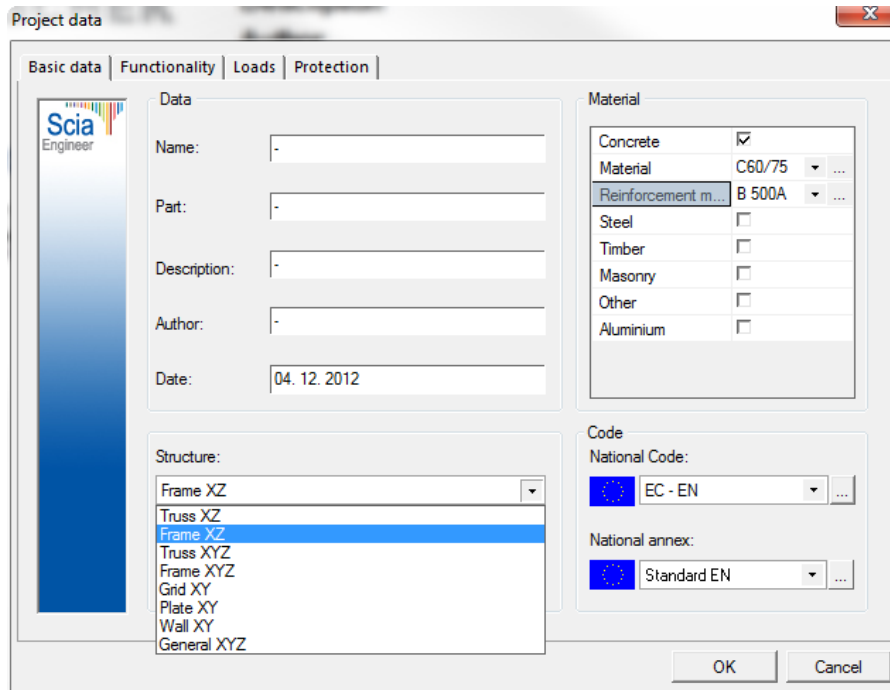 Project data
Basic data
Functionality
Loads
Protection
Scia
Engineer
Data
Name:
-
Part:
-
Description:
-
Author:
-
Date:
04. 12. 2012
Material
Concrete
Material C60/75 ...
Reinforcement m... B 500A ...
Steel
Timber
Masonry
Other
Aluminium
Structure:
Frame XZ
Truss XZ
Frame XZ
Truss XYZ
Frame XYZ
Grid XY
Plate XY
Wall XY
General XYZ
Code
National Code:
EC - EN ...
National annex:
Standard EN ...
OK
Cancel